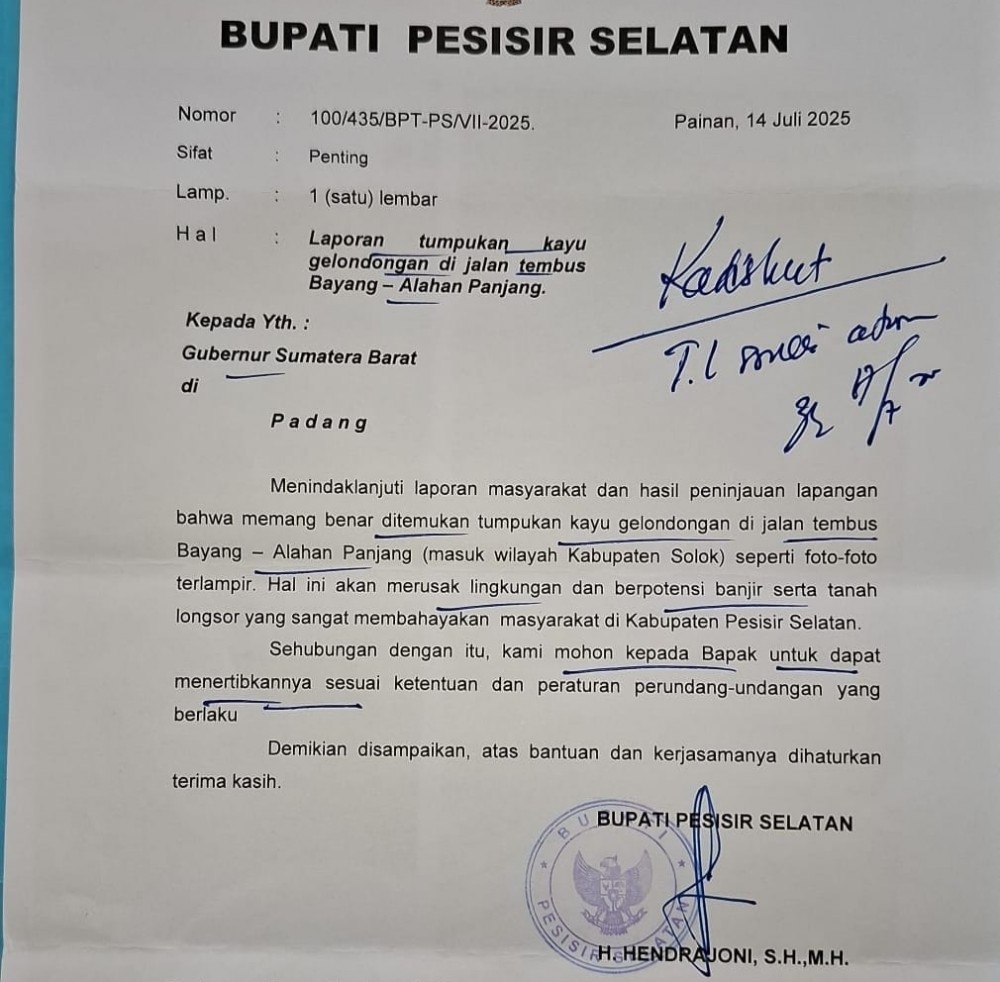 BUPATI PESISIR SELATAN
Nomor : 100/435/BPT-PS/VII-2025. Painan, 14 Juli 2025
Sifat : Penting
Lamp. : 1 (satu) lembar
Hal : Laporan tumpukan kayu
gelondongan di jalan tembus
Bayang – Alahan Panjang.
Kadishut
T.L
Kepada Yth. :
Gubernur Sumatera Barat
di
Padang
Menindaklanjuti laporan masyarakat dan hasil peninjauan lapangan
bahwa memang benar ditemukan tumpukan kayu gelondongan di jalan tembus
Bayang – Alahan Panjang (masuk wilayah Kabupaten Solok) seperti foto-foto
terlampir. Hal ini akan merusak lingkungan dan berpotensi banjir serta tanah
longsor yang sangat membahayakan masyarakat di Kabupaten Pesisir Selatan.
Sehubungan dengan itu, kami mohon kepada Bapak untuk dapat
menertibkannya sesuai ketentuan dan peraturan perundang-undangan yang
berlaku
Demikian disampaikan, atas bantuan dan kerjasamanya dihaturkan
terima kasih.
BUPATI PESISIR SELATAN
BUPATI
PESISIR SELATAN
H. HENDRAJONI, S.H.,M.H.